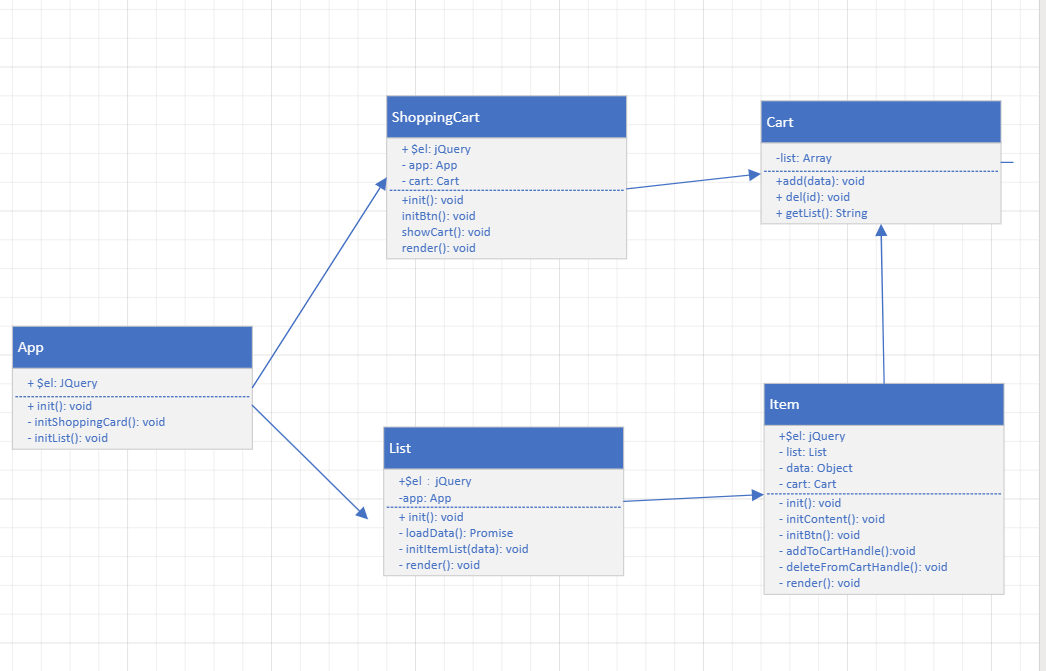 ShoppingCart
+ $el: jQuery
- app: App
- cart: Cart
+init(): void
initBtn(): void
showCart(): void
render(): void
Cart
-list: Array
+add(data): void
+ del(id): void
+ getList(): String
App
+ $el: JQuery
+ init(): void
- initShoppingCard(): void
- initList(): void
List
+$el : jQuery
-app: App
+ init(): void
- loadData(): Promise
- initItemList(data): void
- render(): void
Item
+$el: jQuery
- list: List
- data: Object
- cart: Cart
- init(): void
- initContent(): void
- initBtn(): void
- addToCartHandle():void
- deleteFromCartHandle(): void
- render(): void